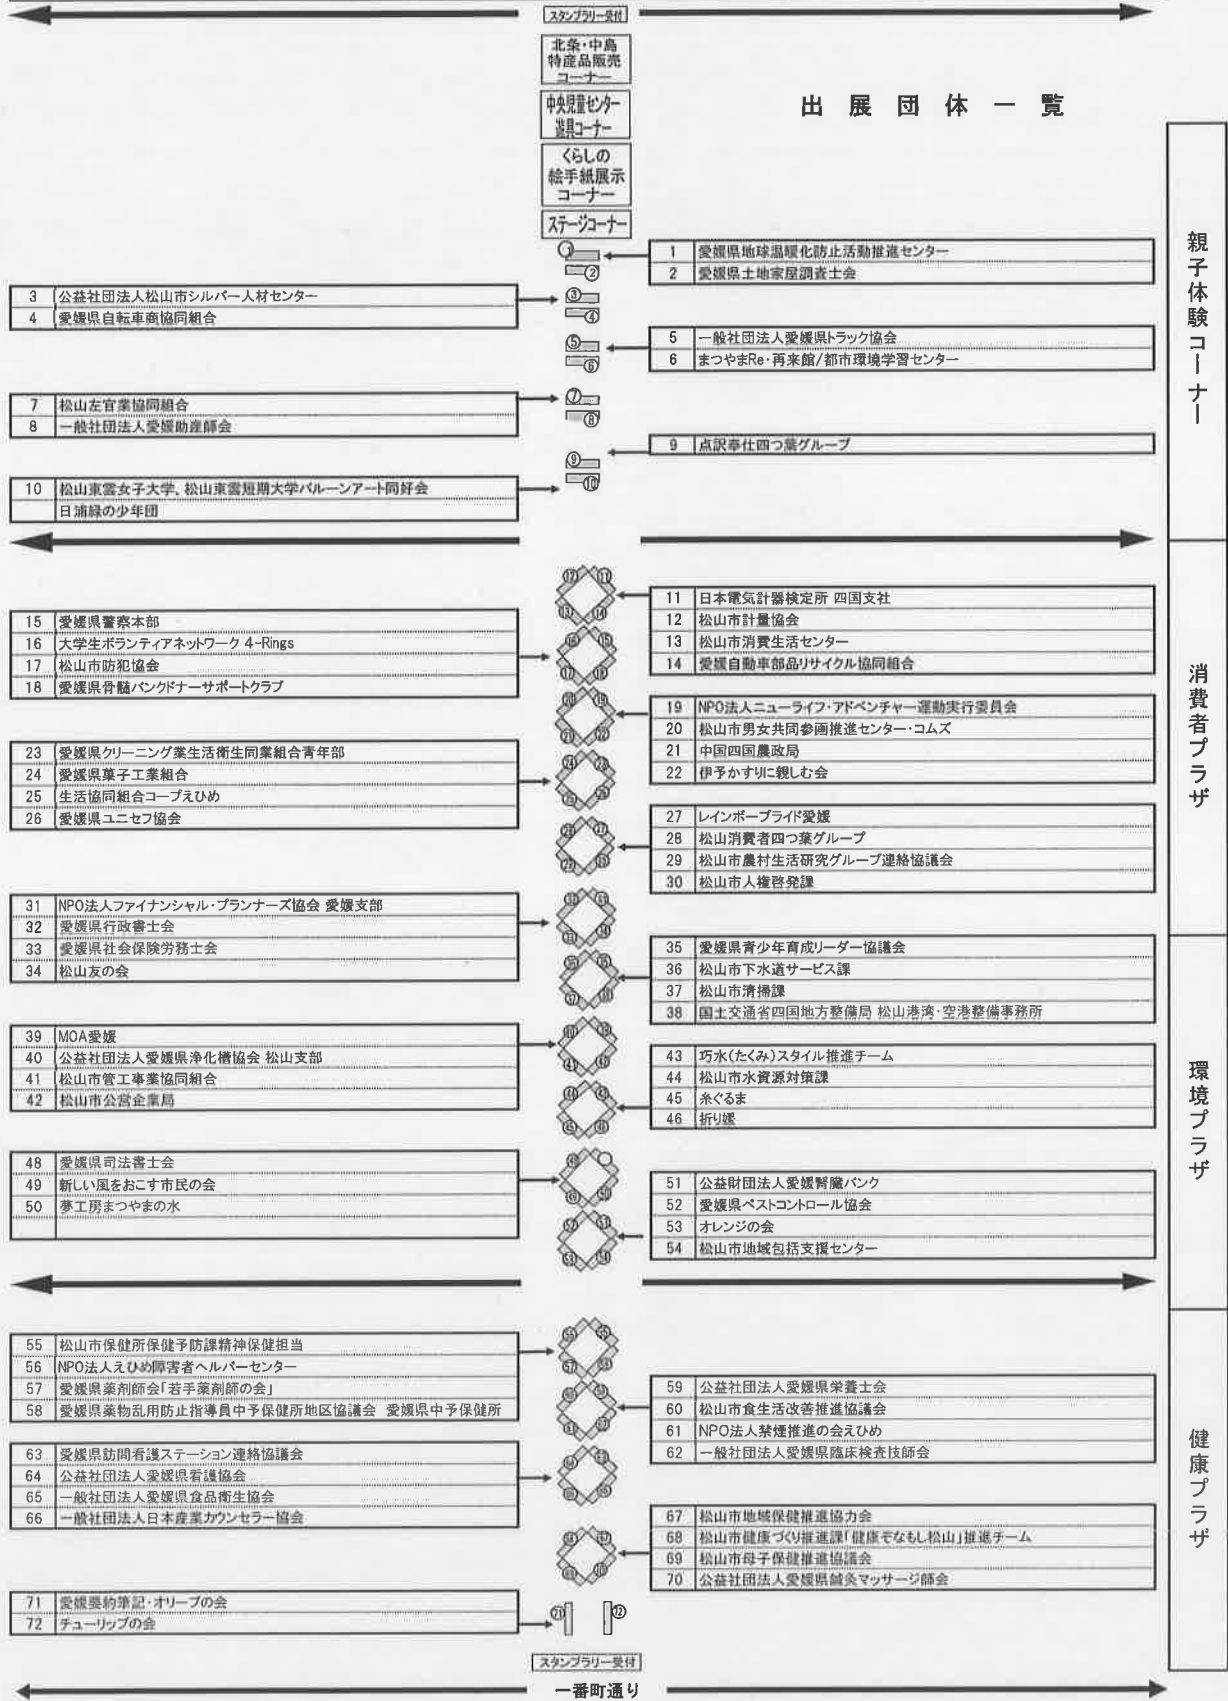 スタンプラリー受付
北条・中島
特産品販売
コーナー
中央児童センター
遊具コーナー
くらしの
絵手紙展示
コーナー
ステージコーナー
出展団体一覧
親子体験コーナー
1 愛媛県地球温暖化防止活動推進センター
2 愛媛県土地家屋調査士会
3 公益社団法人松山市シルバー人材センター
4 愛媛県自転車商協同組合
5 一般社団法人愛媛県トラック協会
6 まつやまRe・再来館/都市環境学習センター
7 松山左官業協同組合
8 一般社団法人愛媛助産師会
9 点訳奉仕四つ葉グループ
10 松山東雲女子大学、松山東雲短期大学バルーンアート同好会
日浦緑の少年団
消費者プラザ
11 日本電気計器検定所 四国支社
12 松山市計量協会
13 松山市消費生活センター
14 愛媛自動車部品リサイクル協同組合
15 愛媛県警察本部
16 大学生ボランティアネットワーク 4-Rings
17 松山市防犯協会
18 愛媛県骨髄バンクドナーサポートクラブ
19 NPO法人ニューライフ・アドベンチャー運動実行委員会
20 松山市男女共同参画推進センター・コムズ
21 中国四国農政局
22 伊予かすりに親しむ会
23 愛媛県クリーニング業生活衛生同業組合青年部
24 愛媛県菓子工業組合
25 生活協同組合コープえひめ
26 愛媛県ユニセフ協会
27 レインボープライド愛媛
28 松山消費者四つ葉グループ
29 松山市農村生活研究グループ連絡協議会
30 松山市人権啓発課
31 NPO法人ファイナンシャル・プランナーズ協会 愛媛支部
32 愛媛県行政書士会
33 愛媛県社会保険労務士会
34 松山友の会
環境プラザ
35 愛媛県青少年育成リーダー協議会
36 松山市下水道サービス課
37 松山市清掃課
38 国土交通省四国地方整備局 松山港湾・空港整備事務所
39 MOA愛媛
40 公益社団法人愛媛県浄化槽協会 松山支部
41 松山市管工事業協同組合
42 松山市公営企業局
43 巧水(たくみ)スタイル推進チーム
44 松山市水資源対策課
45 糸ぐるま
46 折り媛
48 愛媛県司法書士会
49 新しい風をおこす市民の会
50 夢工房まつやまの水
51 公益財団法人愛媛腎臓バンク
52 愛媛県ペストコントロール協会
53 オレンジの会
54 松山市地域包括支援センター
健康プラザ
55 松山市保健所保健予防課精神保健担当
56 NPO法人えひめ障害者ヘルパーセンター
57 愛媛県薬剤師会「若手薬剤師の会」
58 愛媛県薬物乱用防止指導員中予保健所地区協議会 愛媛県中予保健所
59 公益社団法人愛媛県栄養士会
60 松山市食生活改善推進協議会
61 NPO法人禁煙推進の会えひめ
62 一般社団法人愛媛県臨床検査技師会
63 愛媛県訪問看護ステーション連絡協議会
64 公益社団法人愛媛県看護協会
65 一般社団法人愛媛県食品衛生協会
66 一般社団法人日本産業カウンセラー協会
67 松山市地域保健推進協力会
68 松山市健康づくり推進課「健康ぞなもし松山」推進チーム
69 松山市母子保健推進協議会
70 公益社団法人愛媛県鍼灸マッサージ師会
71 愛媛要約筆記・オリーブの会
72 チューリップの会
スタンプラリー受付
一番町通り